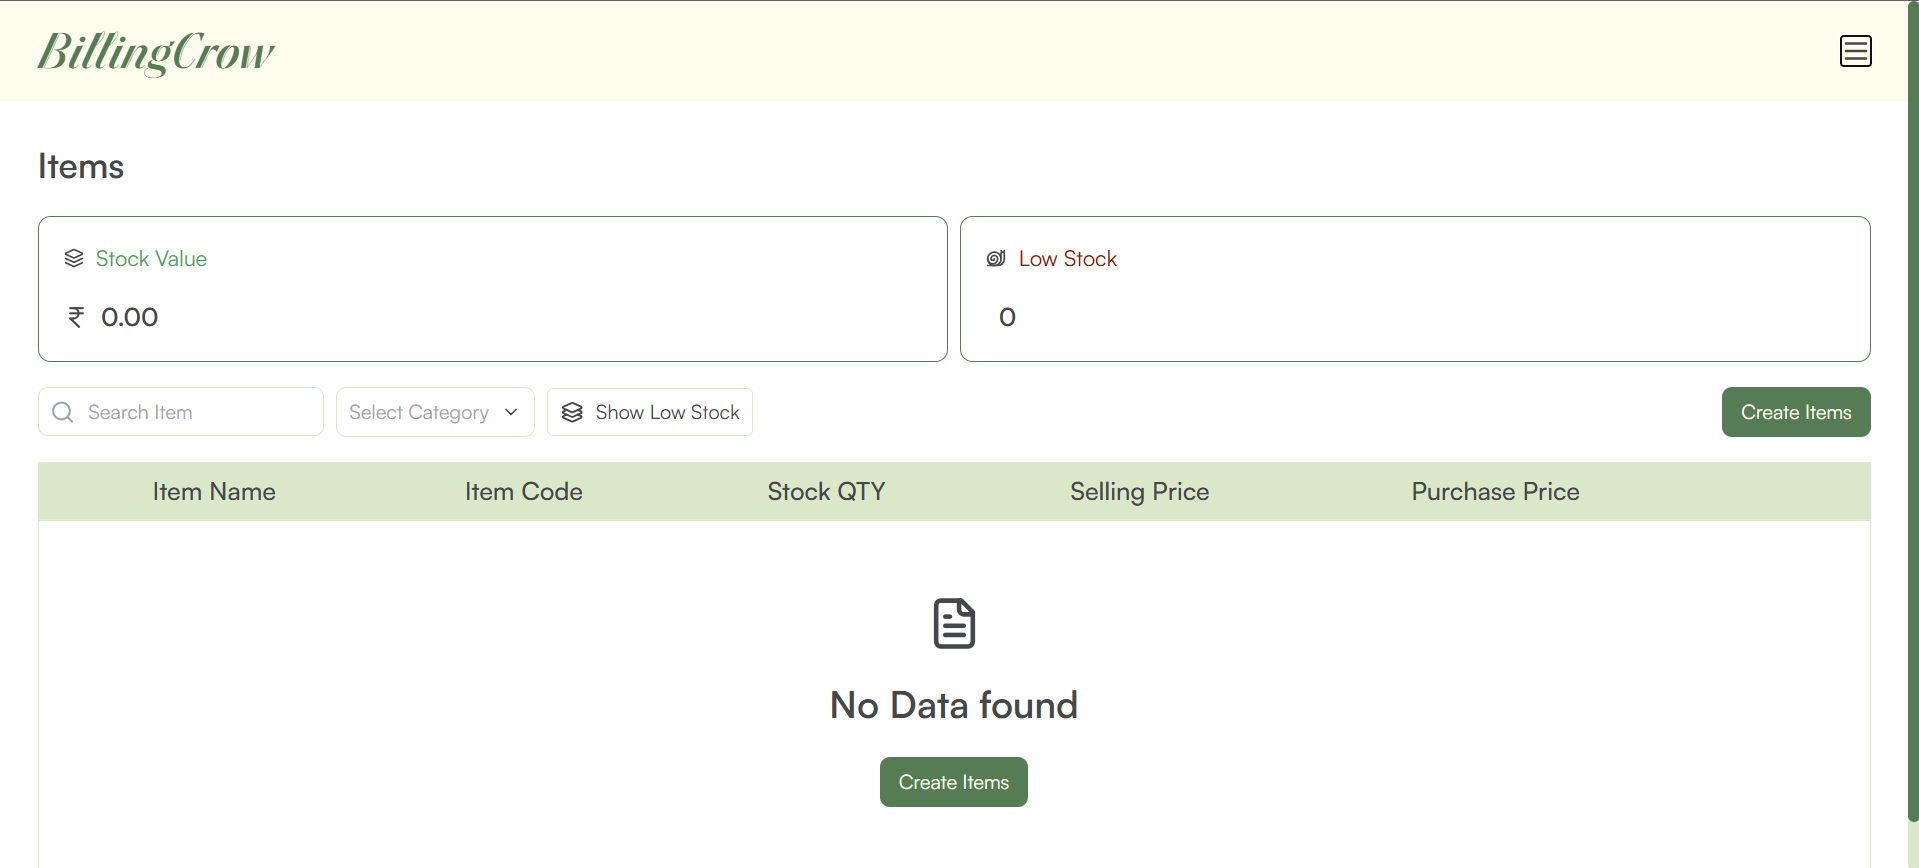 BillingCrow
Items
Stock Value
₹ 0.00
Low Stock
0
Search Item
Select Category
Show Low Stock
Create Items
Item Name Item Code Stock QTY Selling Price Purchase Price
No Data found
Create Items